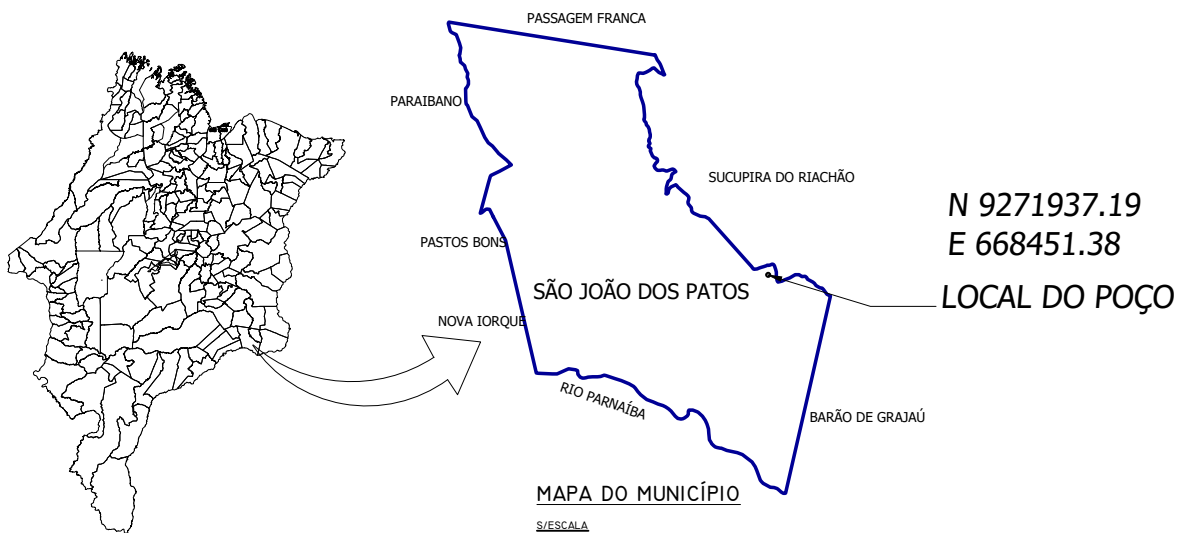 PASSAGEM FRANCA
PARAIBANO
SUCUPIRA DO RIACHÃO
N 9271937.19
E 668451.38
PASTOS BONS
SÃO JOÃO DOS PATOS
LOCAL DO POÇO
NOVA IORQUE
RIO PARNAÍBA
BARÃO DE GRAJAÚ
MAPA DO MUNICÍPIO
S/ESCALA